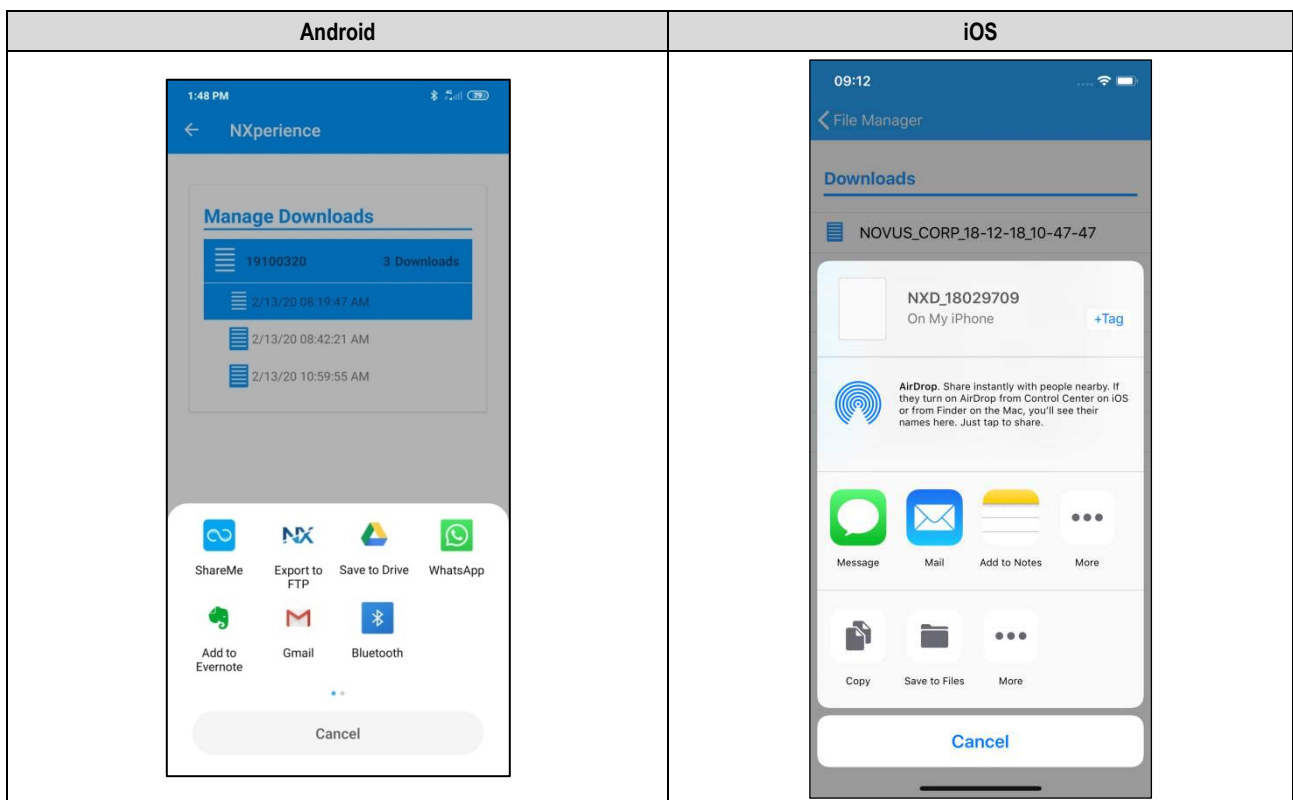 Android
iOS
1:48 PM
39
NXperience
Manage Downloads
19100320 3 Downloads
2/13/20 08:19:47 AM
2/13/20 08:42:21 AM
2/13/20 10:59:55 AM
NX
ShareMe Export to FTP Save to Drive WhatsApp
Add to Evernote Gmail Bluetooth
Cancel
09:12
File Manager
Downloads
NOVUS_CORP_18-12-18_10-47-47
NXD_18029709
On My iPhone +Tag
AirDrop. Share instantly with people nearby. If
they turn on AirDrop from Control Center on iOS
or from Finder on the Mac, you'll see their
names here. Just tap to share.
Message Mail Add to Notes More
Copy Save to Files More
Cancel